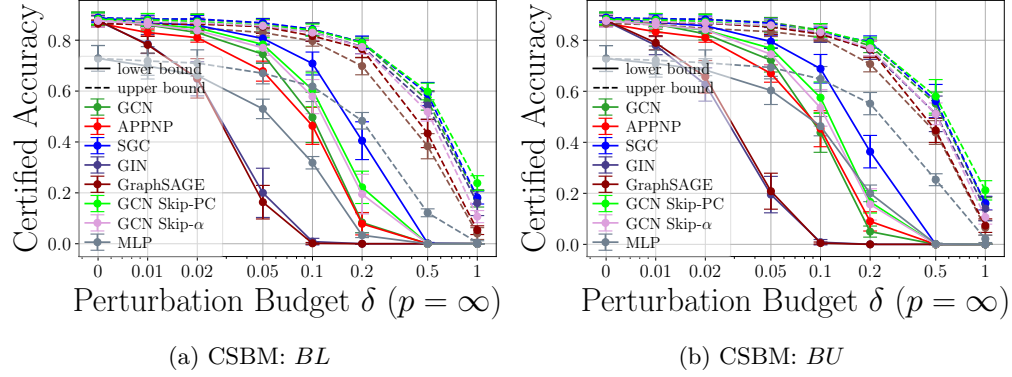 Certified Accuracy
0.8
0.6
0.4
0.2
0.0
lower bound
upper bound
GCN
APPNP
SGC
GIN
GraphSAGE
GCN Skip-PC
GCN Skip-α
MLP
0 0.01 0.02 0.05 0.1 0.2 0.5 1
Perturbation Budget δ (p = ∞)
(a) CSBM: BL
Certified Accuracy
0.8
0.6
0.4
0.2
0.0
lower bound
upper bound
GCN
APPNP
SGC
GIN
GraphSAGE
GCN Skip-PC
GCN Skip-α
MLP
0 0.01 0.02 0.05 0.1 0.2 0.5 1
Perturbation Budget δ (p = ∞)
(b) CSBM: BU